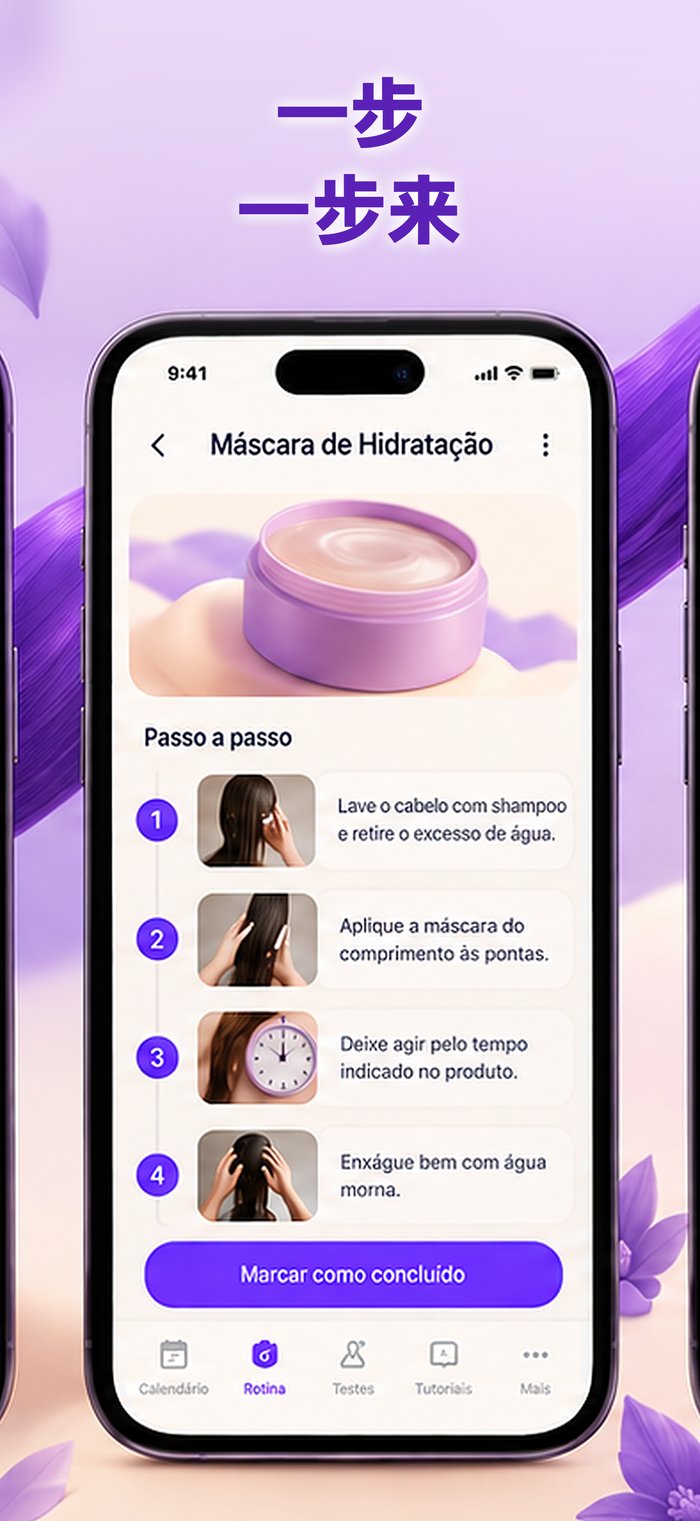 一步
一步来
9:41
Máscara de Hidratação
Passo a passo
1
Lave o cabelo com shampoo
e retire o excesso de água.
2
Aplique a máscara do
comprimento às pontas.
3
Deixe agir pelo tempo
indicado no produto.
4
Enxágue bem com água
morna.
Marcar como concluído
Calendário
Rotina
Testes
Tutoriais
Mais